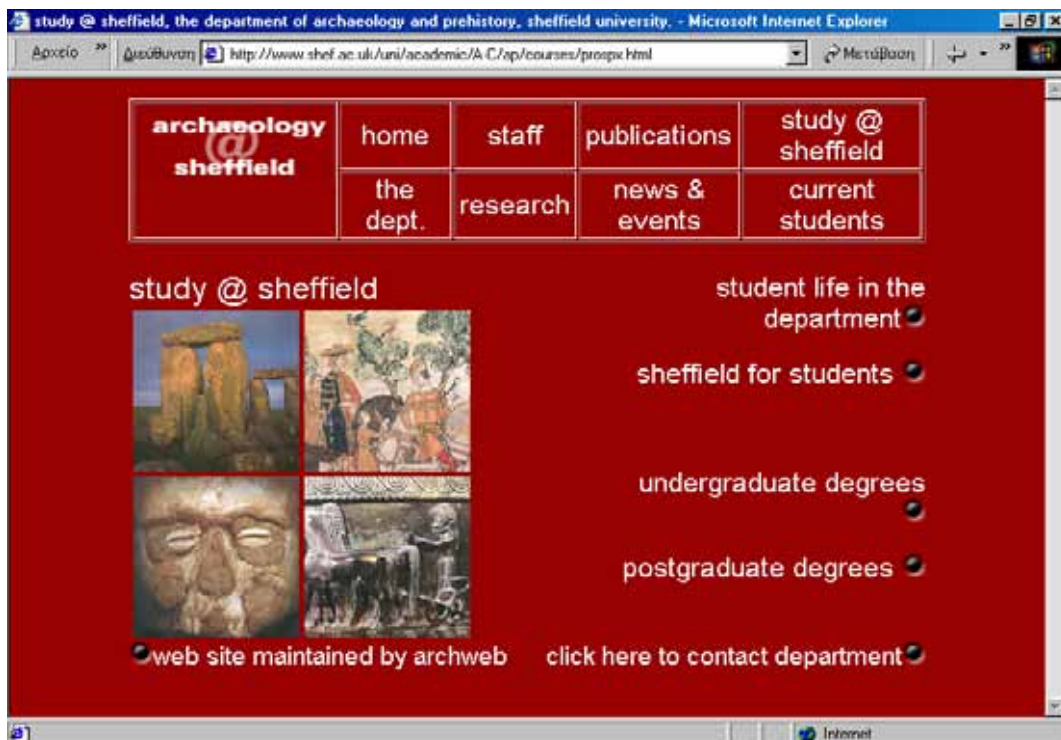 study @ sheffield, the department of archaeology and prehistory, sheffield university. - Microsoft Internet Explorer
Αρχείο » Διεύθυνση http://www.shef.ac.uk/uni/academic/A-C/ap/courses/prospx.html Μετάβαση »
archaeology
@
sheffield
home
staff
publications
study @
sheffield
the
dept.
research
news &
events
current
students
study @ sheffield
student life in the
department
sheffield for students
undergraduate degrees
postgraduate degrees
web site maintained by archweb
click here to contact department
Internet